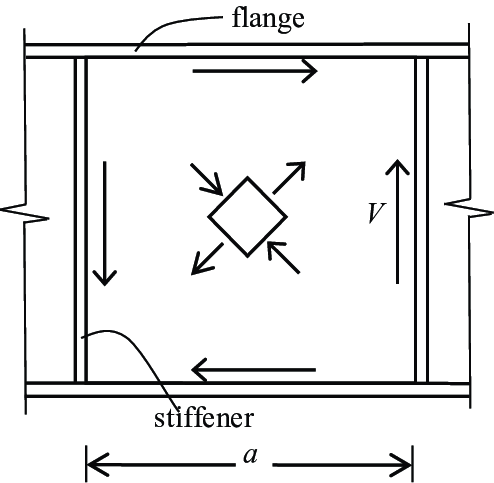 flange
V
stiffener
a